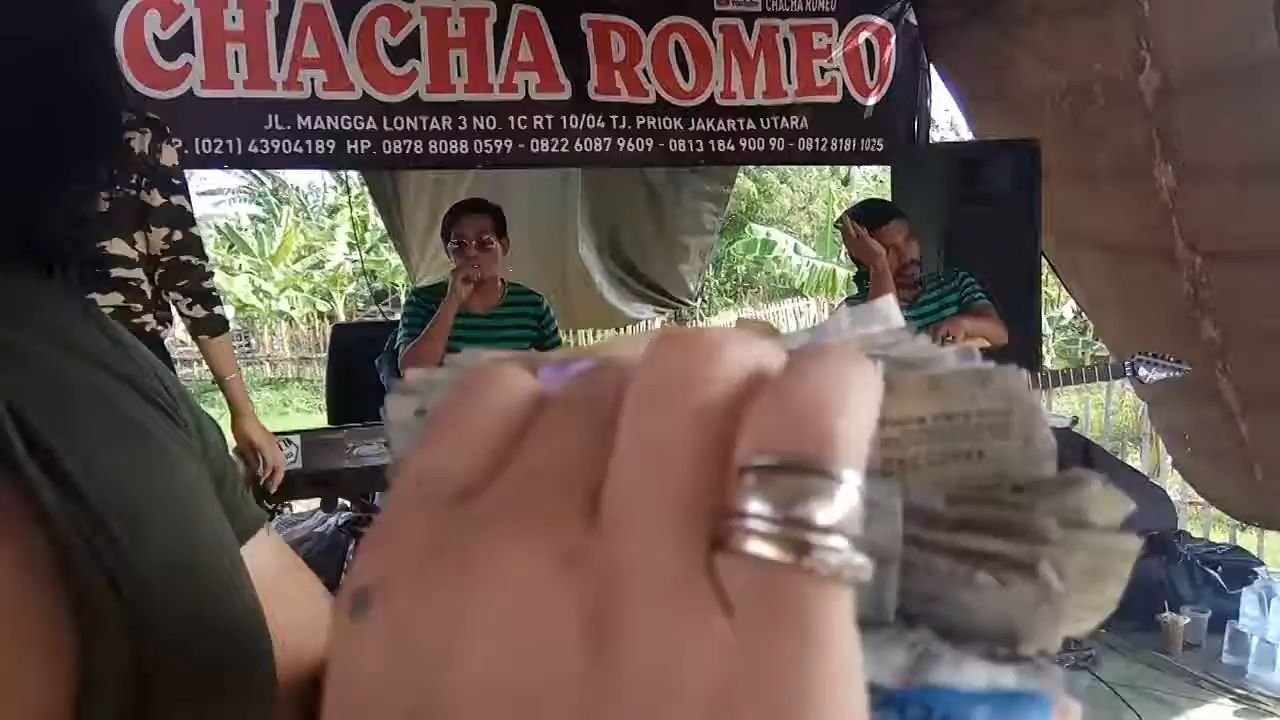 CHACHA ROMEO
CHACHA ROMEO
JL. MANGGA LONTAR 3 NO. 1C RT 10/04 TJ. PRIOK JAKARTA UTARA
P. (021) 43904189 HP. 0878 8088 0599 - 0822 6087 9609 - 0813 184 900 90 - 0812 8181 1025